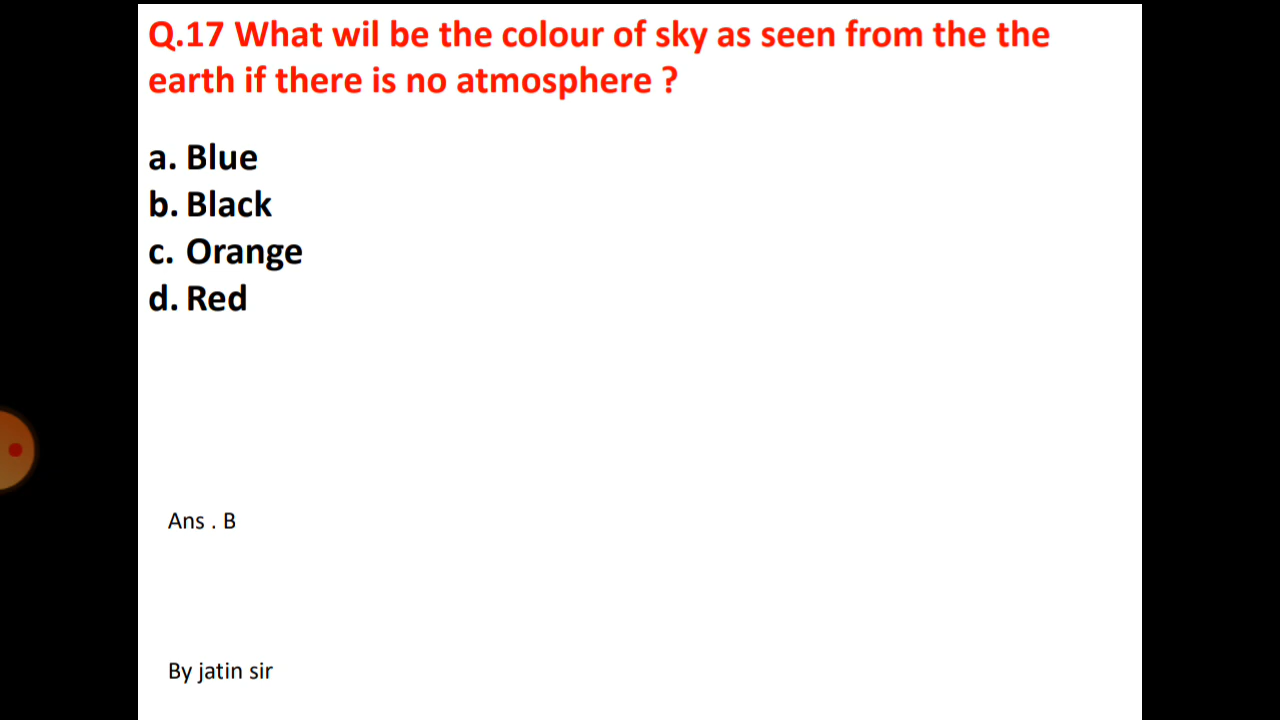 Q.17 What wil be the colour of sky as seen from the the
earth if there is no atmosphere ?
a. Blue
b. Black
c. Orange
d. Red
Ans . B
By jatin sir